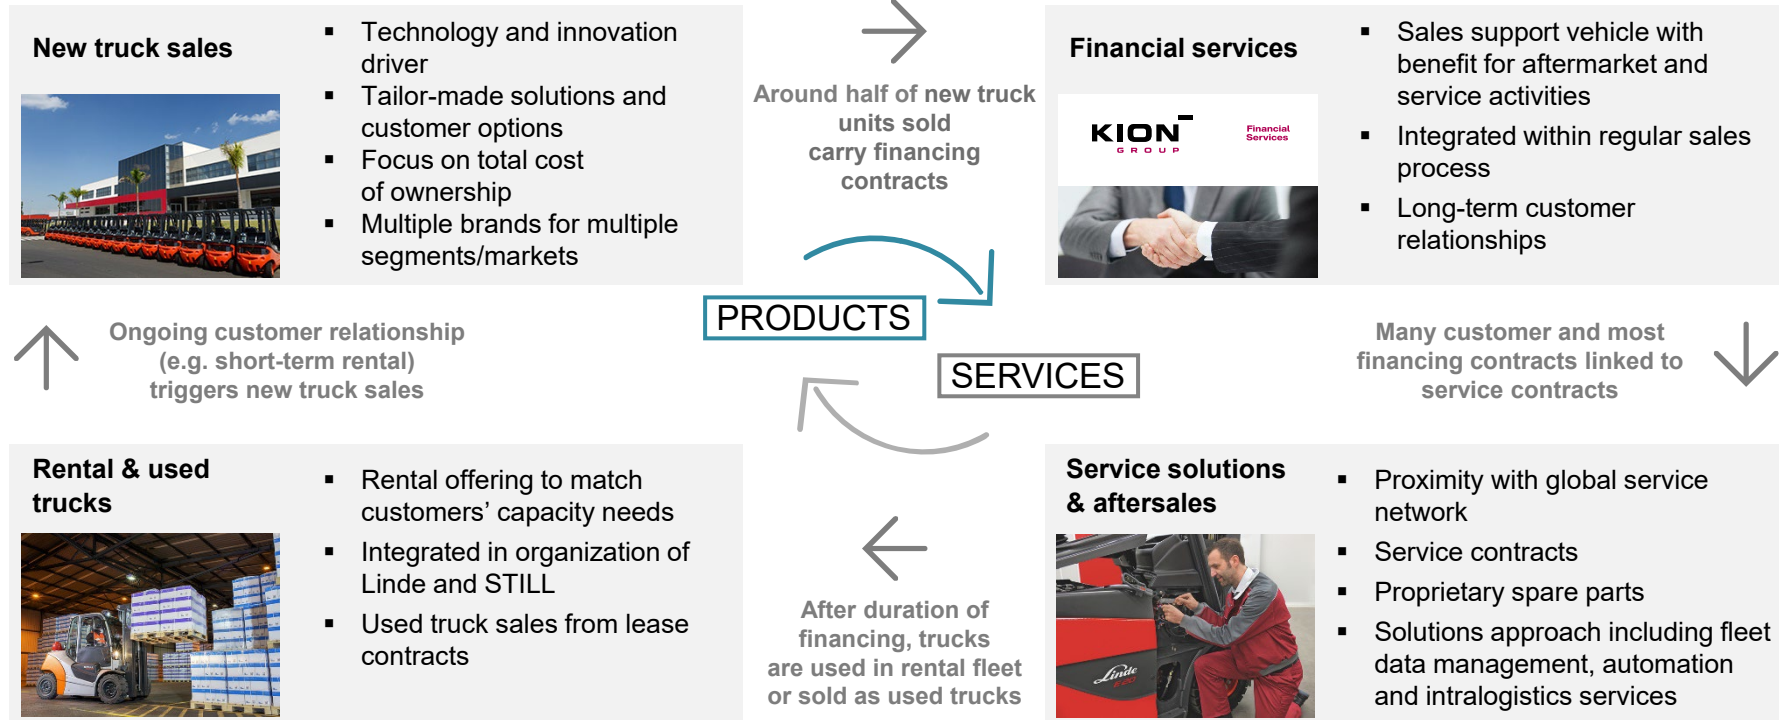 New truck sales
▪ Technology and innovation
driver
▪ Tailor-made solutions and
customer options
▪ Focus on total cost
of ownership
▪ Multiple brands for multiple
segments/markets
Around half of new truck
units sold
carry financing
contracts
Financial services
KION
GROUP
Financial
Services
▪ Sales support vehicle with
benefit for aftermarket and
service activities
▪ Integrated within regular sales
process
▪ Long-term customer
relationships
Ongoing customer relationship
(e.g. short-term rental)
triggers new truck sales
PRODUCTS
SERVICES
Many customer and most
financing contracts linked to
service contracts
Rental & used
trucks
▪ Rental offering to match
customers’ capacity needs
▪ Integrated in organization of
Linde and STILL
▪ Used truck sales from lease
contracts
After duration of
financing, trucks
are used in rental fleet
or sold as used trucks
Service solutions
& aftersales
Linde
▪ Proximity with global service
network
▪ Service contracts
▪ Proprietary spare parts
▪ Solutions approach including fleet
data management, automation
and intralogistics services